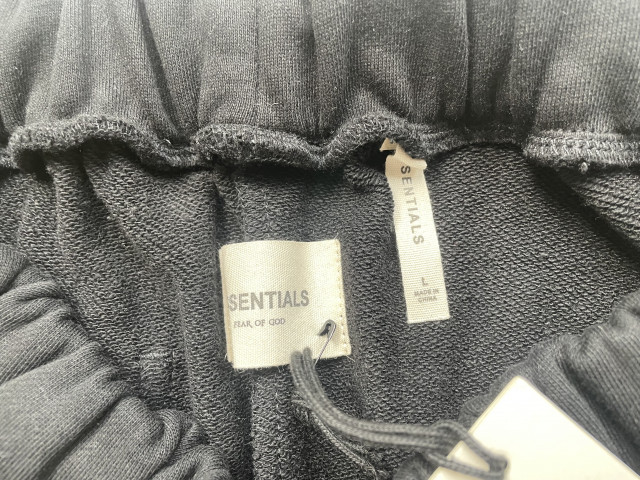 SENTIALS
FEAR OF GOD
SENTIALS
L
MADE IN
CHINA